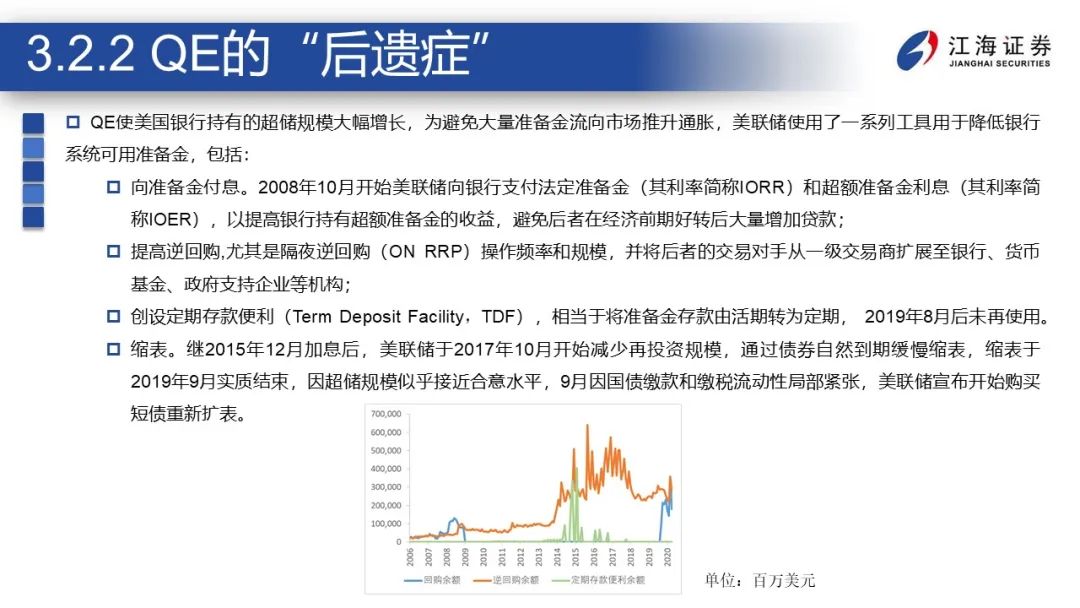 3.2.2 QE的“后遗症”
江海证券
JIANGHAI SECURITIES
QE使美国银行持有的超储规模大幅增长，为避免大量准备金流向市场推升通胀，美联储使用了一系列工具用于降低银行
系统可用准备金，包括：
向准备金付息。2008年10月开始美联储向银行支付法定准备金（其利率简称IORR）和超额准备金利息（其利率简
称IOER），以提高银行持有超额准备金的收益，避免后者在经济前期好转后大量增加贷款；
提高逆回购,尤其是隔夜逆回购（ON RRP）操作频率和规模，并将后者的交易对手从一级交易商扩展至银行、货币
基金、政府支持企业等机构；
创设定期存款便利（Term Deposit Facility，TDF），相当于将准备金存款由活期转为定期， 2019年8月后未再使用。
缩表。继2015年12月加息后，美联储于2017年10月开始减少再投资规模，通过债券自然到期缓慢缩表，缩表于
2019年9月实质结束，因超储规模似乎接近合意水平，9月因国债缴款和缴税流动性局部紧张，美联储宣布开始购买
短债重新扩表。
700,000
600,000
500,000
400,000
300,000
200,000
100,000
0
2006 2007 2008 2009 2010 2011 2012 2013 2014 2015 2016 2017 2018 2019 2020
回购余额 逆回购余额 定期存款便利余额
单位：百万美元